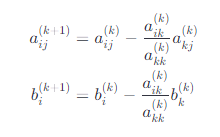 a_{ij}^{(k+1)} = a_{ij}^{(k)} - \frac{a_{ik}^{(k)}}{a_{kk}^{(k)}} a_{kj}^{(k)}
b_i^{(k+1)} = b_i^{(k)} - \frac{a_{ik}^{(k)}}{a_{kk}^{(k)}} b_k^{(k)}